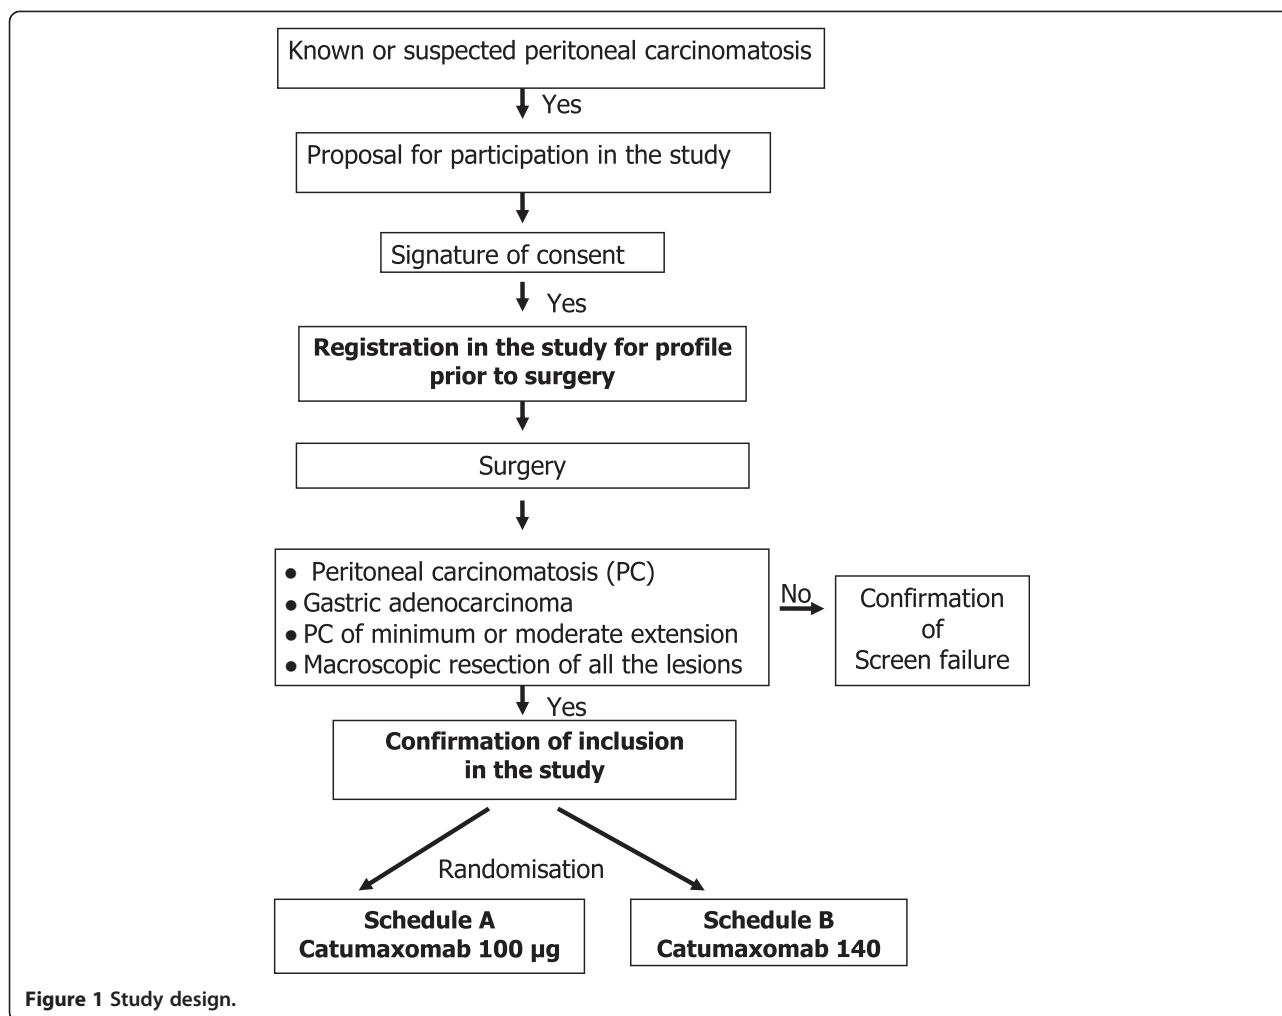 Known or suspected peritoneal carcinomatosis
Yes
Proposal for participation in the study
Signature of consent
Yes
Registration in the study for profile
prior to surgery
Surgery
● Peritoneal carcinomatosis (PC)
● Gastric adenocarcinoma
● PC of minimum or moderate extension
● Macroscopic resection of all the lesions
No
Confirmation
of
Screen failure
Yes
Confirmation of inclusion
in the study
Randomisation
Schedule A
Catumaxomab 100 µg
Schedule B
Catumaxomab 140
Figure 1 Study design.